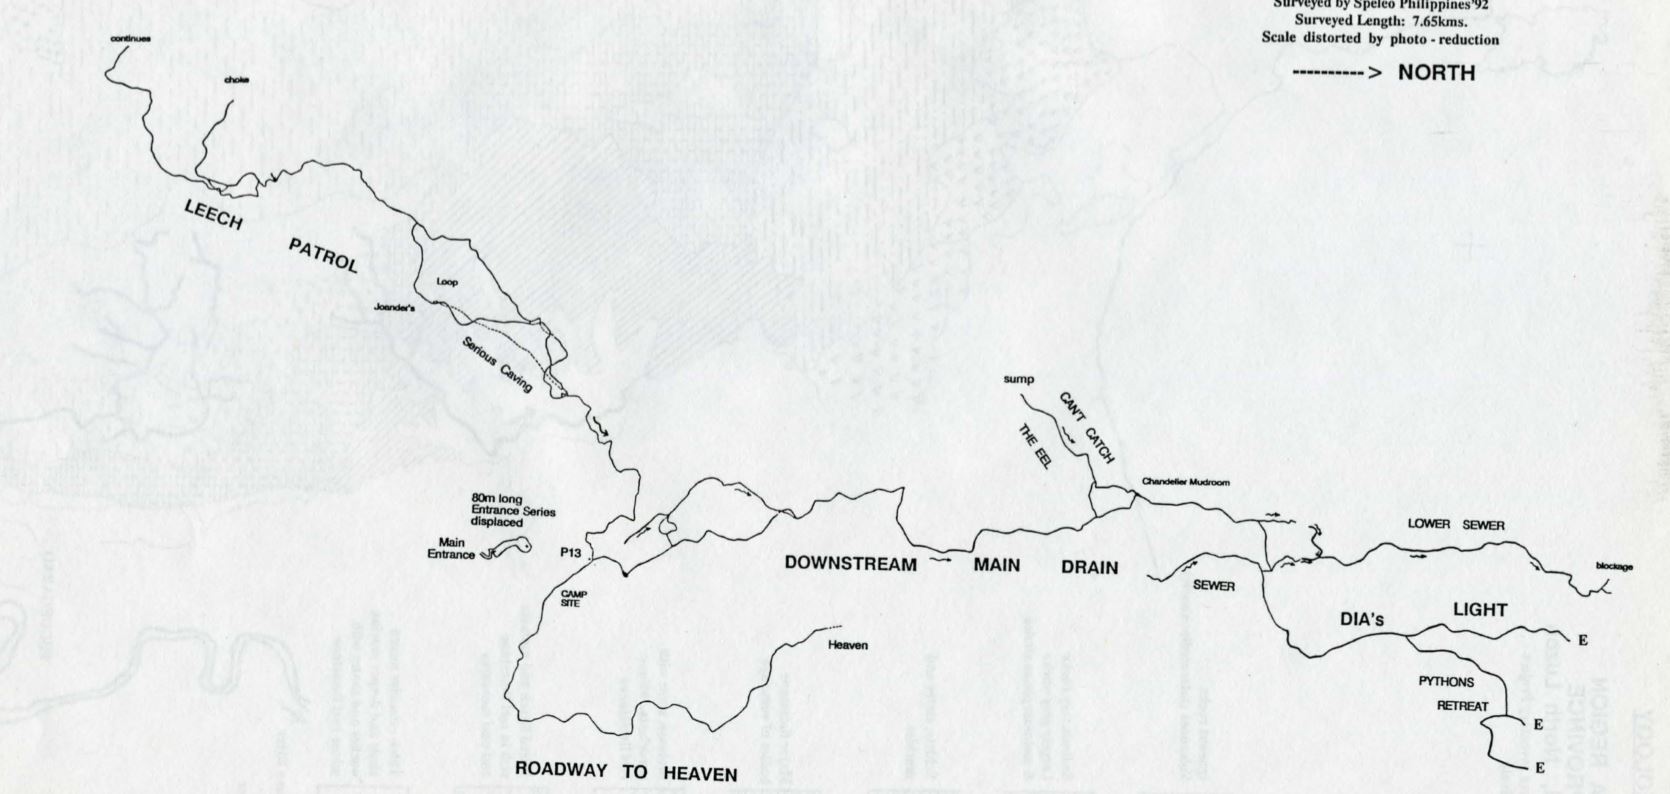 Surveyed by Speleo Philippines'92
Surveyed Length: 7.65kms.
Scale distorted by photo - reduction
----------> NORTH
continues
choke
LEECH
PATROL
Loop
Joander's
Serious Caving
sump
CAN'T CATCH
THE EEL
Chandelier Mudroom
80m long
Entrance Series
displaced
Main
Entrance
P13
LOWER SEWER
DOWNSTREAM MAIN DRAIN
blockage
SEWER
CAMP
SITE
DIA's LIGHT
E
Heaven
PYTHONS
RETREAT
E
E
ROADWAY TO HEAVEN